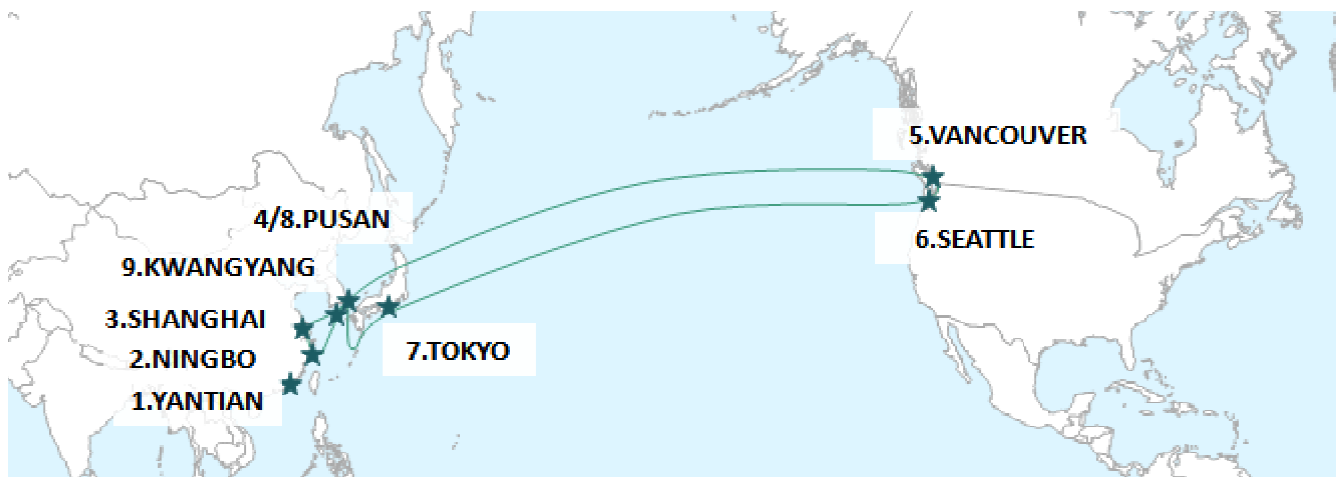 5.VANCOUVER
4/8.PUSAN
6.SEATTLE
9.KWANGYANG
3.SHANGHAI
7.TOKYO
2.NINGBO
1.YANTIAN